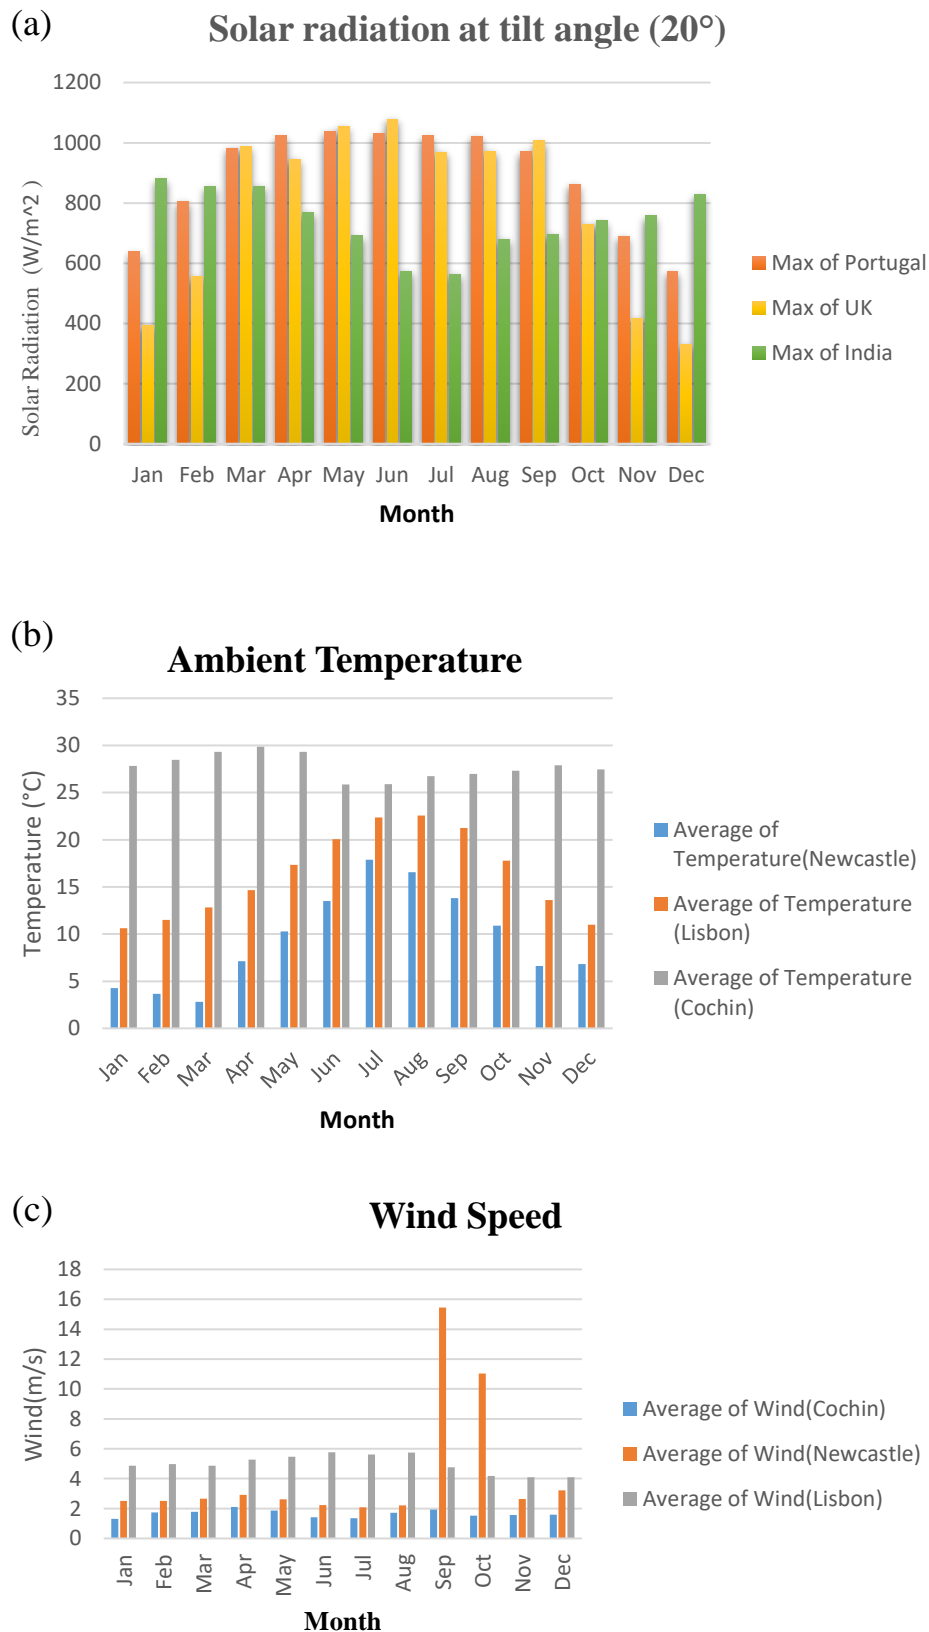 (a)
Solar radiation at tilt angle (20°)
1200
1000
800
600
400
200
0
Solar Radiation (W/m^2 )
Jan Feb Mar Apr May Jun Jul Aug Sep Oct Nov Dec
Month
Max of Portugal
Max of UK
Max of India
(b)
Ambient Temperature
35
30
25
20
15
10
5
0
Temperature (°C)
Jan Feb Mar Apr May Jun Jul Aug Sep Oct Nov Dec
Month
Average of
Temperature(Newcastle)
Average of Temperature
(Lisbon)
Average of Temperature
(Cochin)
(c)
Wind Speed
18
16
14
12
10
8
6
4
2
0
Wind(m/s)
Jan Feb Mar Apr May Jun Jul Aug Sep Oct Nov Dec
Month
Average of Wind(Cochin)
Average of Wind(Newcastle)
Average of Wind(Lisbon)